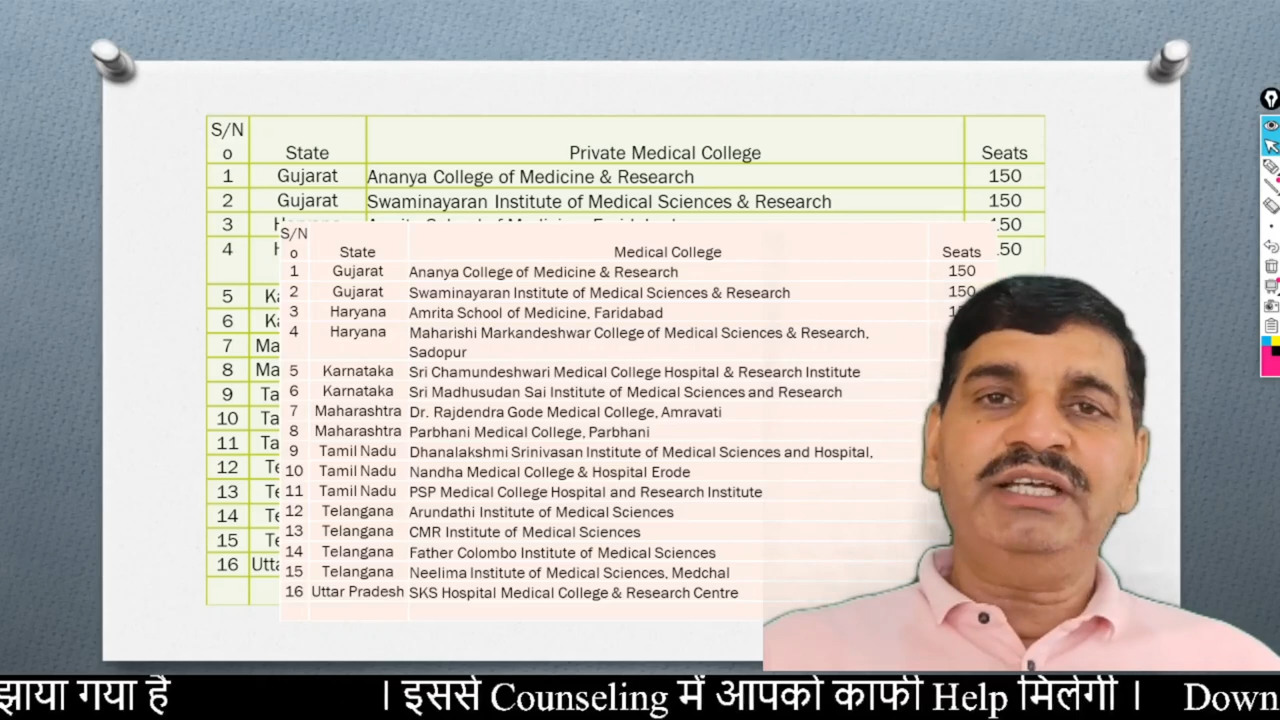 S/N
o State Private Medical College Seats
1 Gujarat Ananya College of Medicine & Research 150
2 Gujarat Swaminayaran Institute of Medical Sciences & Research 150
3
4
5
6
7
8
9
10
11
12
13
14
15
16
S/N
o State Medical College Seats
1 Gujarat Ananya College of Medicine & Research 150
2 Gujarat Swaminayaran Institute of Medical Sciences & Research 150
3 Haryana Amrita School of Medicine, Faridabad
4 Haryana Maharishi Markandeshwar College of Medical Sciences & Research,
Sadopur
5 Karnataka Sri Chamundeshwari Medical College Hospital & Research Institute
6 Karnataka Sri Madhusudan Sai Institute of Medical Sciences and Research
7 Maharashtra Dr. Rajdendra Gode Medical College, Amravati
8 Maharashtra Parbhani Medical College, Parbhani
9 Tamil Nadu Dhanalakshmi Srinivasan Institute of Medical Sciences and Hospital,
10 Tamil Nadu Nandha Medical College & Hospital Erode
11 Tamil Nadu PSP Medical College Hospital and Research Institute
12 Telangana Arundathi Institute of Medical Sciences
13 Telangana CMR Institute of Medical Sciences
14 Telangana Father Colombo Institute of Medical Sciences
15 Telangana Neelima Institute of Medical Sciences, Medchal
16 Uttar Pradesh SKS Hospital Medical College & Research Centre
झाया गया है । इससे Counseling में आपको काफी Help मिलेगी । Down